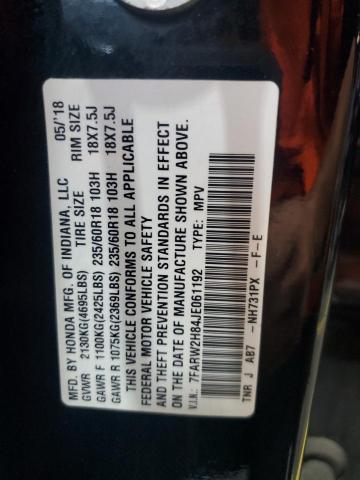 MFD. BY HONDA MFG. OF INDIANA, LLC 05/'18
GVWR 2130KG(4695LBS) TIRE SIZE RIM SIZE
GAWR F 1100KG(2425LBS) 235/60R18 103H 18X7.5J
GAWR R 1075KG(2369LBS) 235/60R18 103H 18X7.5J
THIS VEHICLE CONFORMS TO ALL APPLICABLE
FEDERAL MOTOR VEHICLE SAFETY
AND THEFT PREVENTION STANDARDS IN EFFECT
ON THE DATE OF MANUFACTURE SHOWN ABOVE.
V.I.N.: 7FARW2H84JE061192 TYPE: MPV
TNR J AB7 -NH731PX -F-E